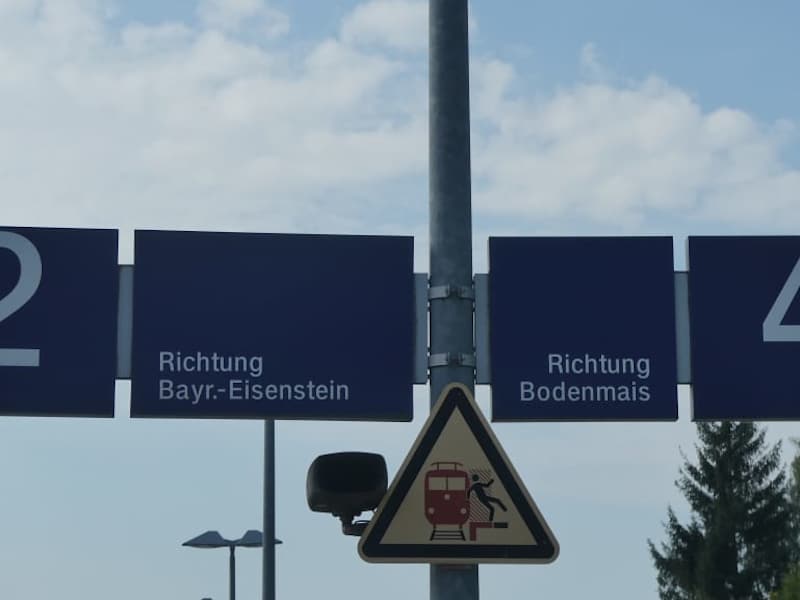 2
Richtung
Bayr.-Eisenstein
Richtung
Bodenmais
4